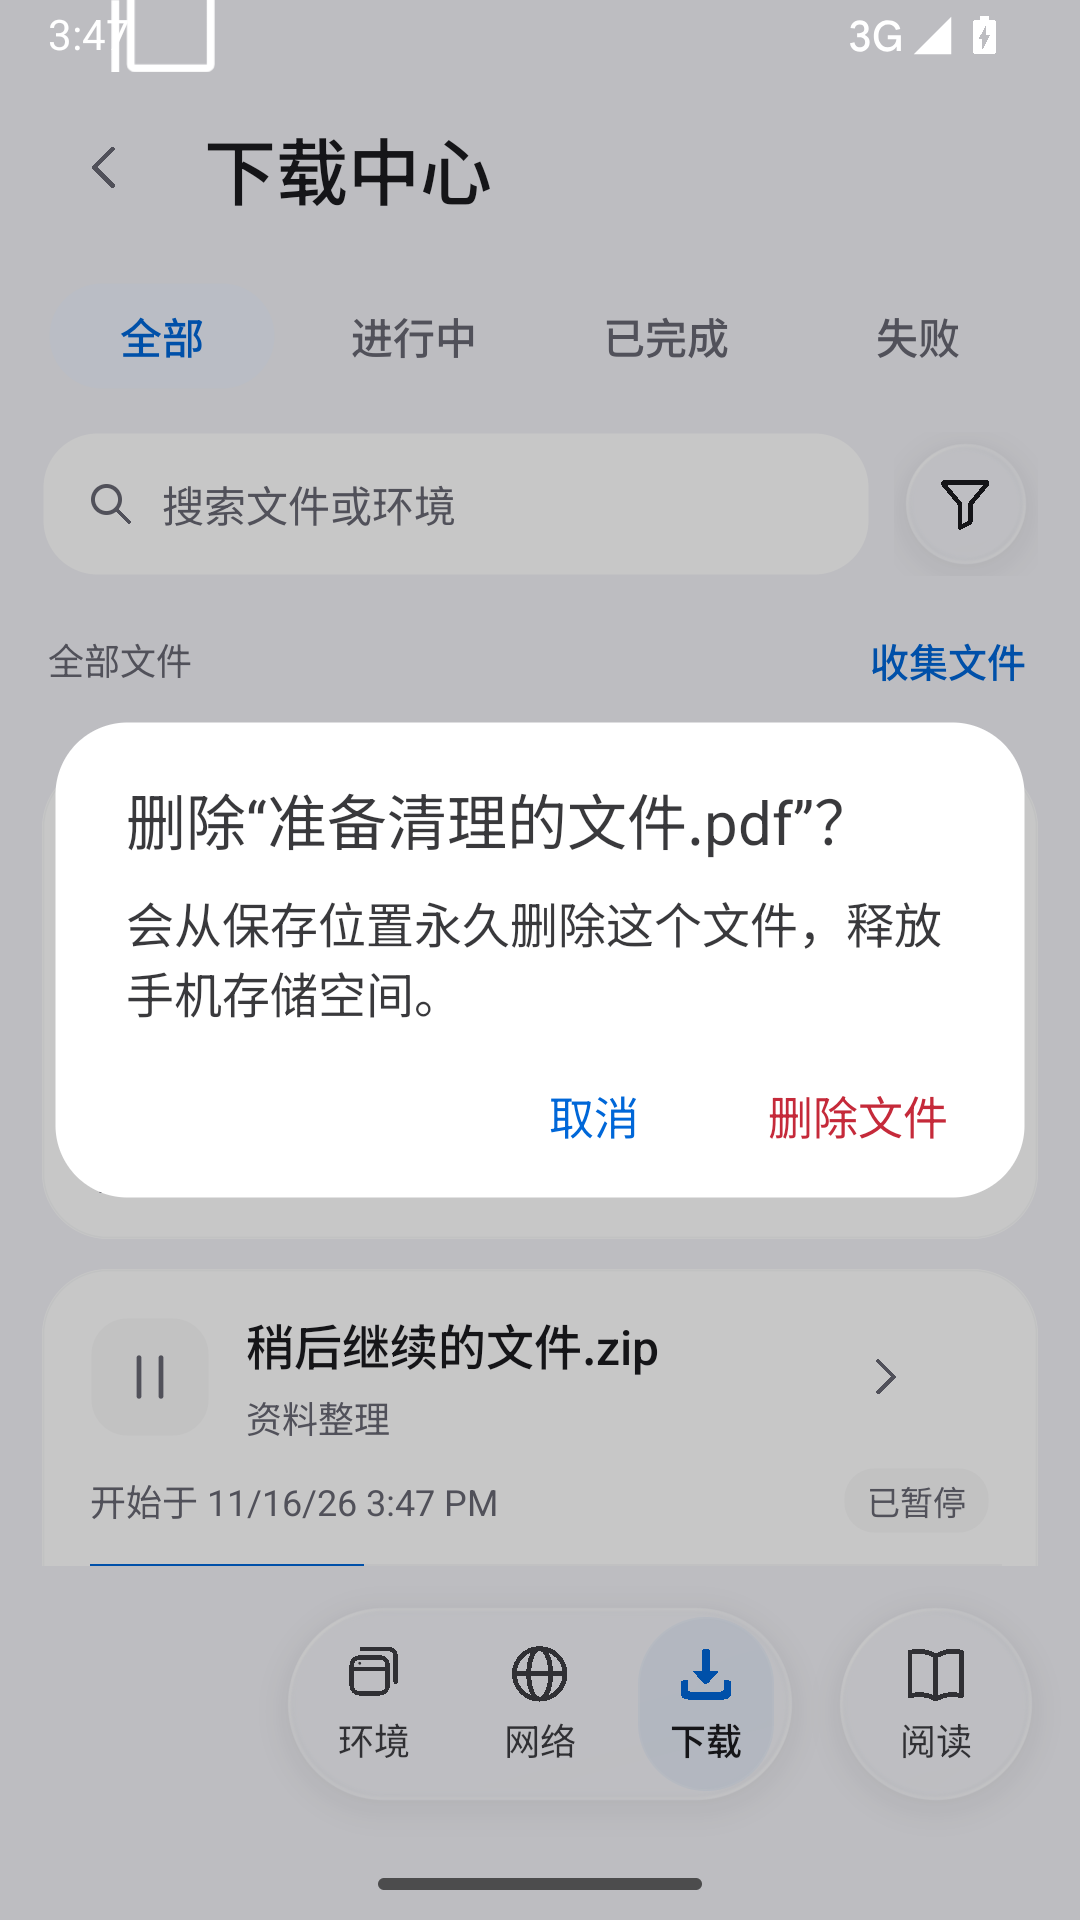 3:47
3G
下载中心
全部
进行中
已完成
失败
搜索文件或环境
全部文件
收集文件
删除“准备清理的文件.pdf”？
会从保存位置永久删除这个文件，释放
手机存储空间。
取消
删除文件
稍后继续的文件.zip
资料整理
开始于 11/16/26 3:47 PM
已暂停
环境
网络
下载
阅读